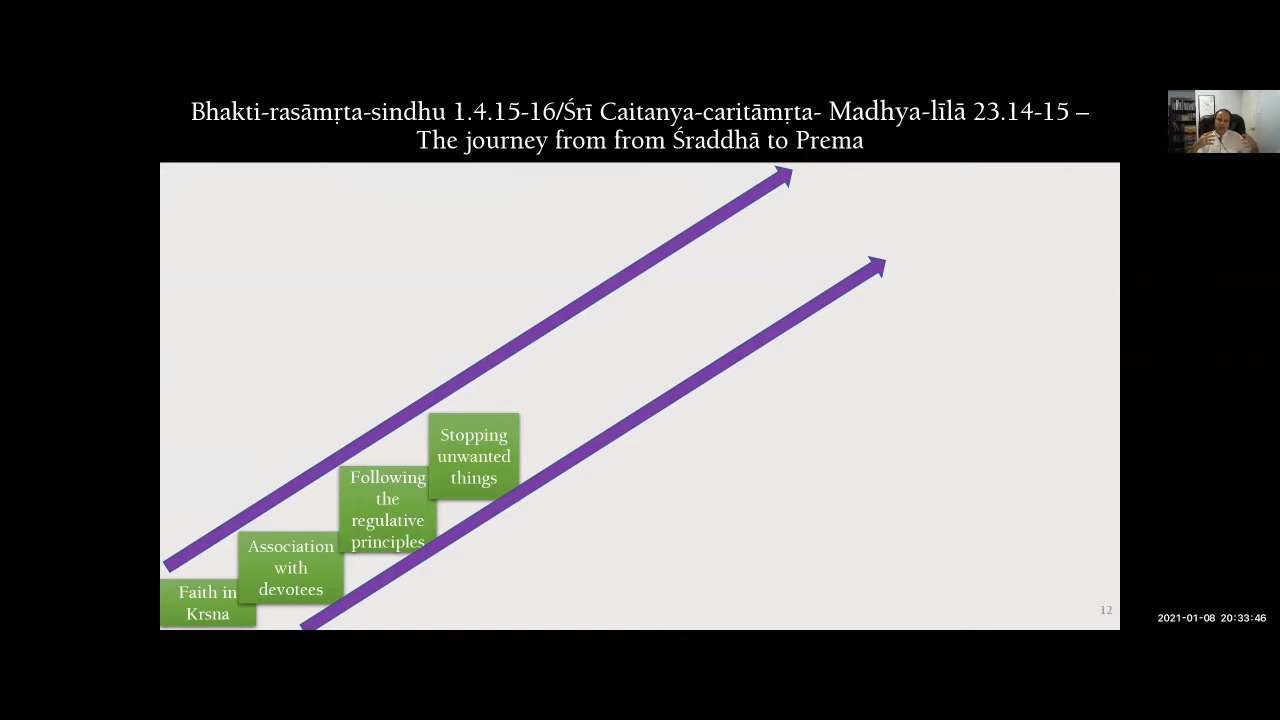 Bhakti-rasāmṛta-sindhu 1.4.15-16/Śrī Caitanya-caritāmṛta- Madhya-līlā 23.14-15 –
The journey from from Śraddhā to Prema
Stopping
unwanted
things
Following
the
regulative
principles
Association
with
devotees
Faith in
Krsna
12
2021-01-08 20:33:46